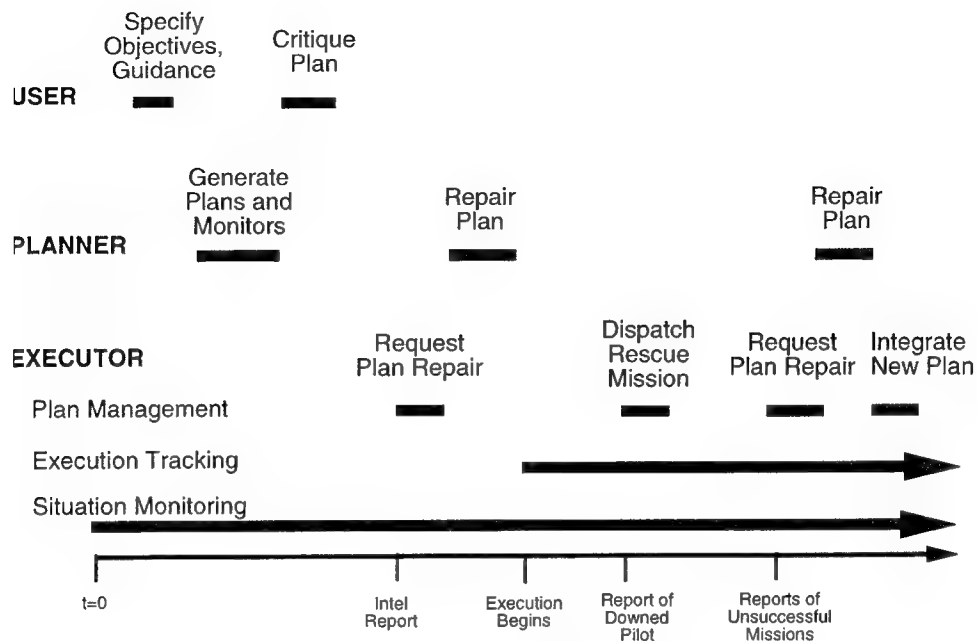 Specify
Objectives,
Guidance
Critique
Plan
USER
Generate
Plans and
Monitors
Repair
Plan
Repair
Plan
PLANNER
EXECUTOR
Request
Plan Repair
Dispatch
Rescue
Mission
Request
Plan Repair
Integrate
New Plan
Plan Management
Execution Tracking
Situation Monitoring
t=0
Intel
Report
Execution
Begins
Report of
Downed
Pilot
Reports of
Unsuccessful
Missions